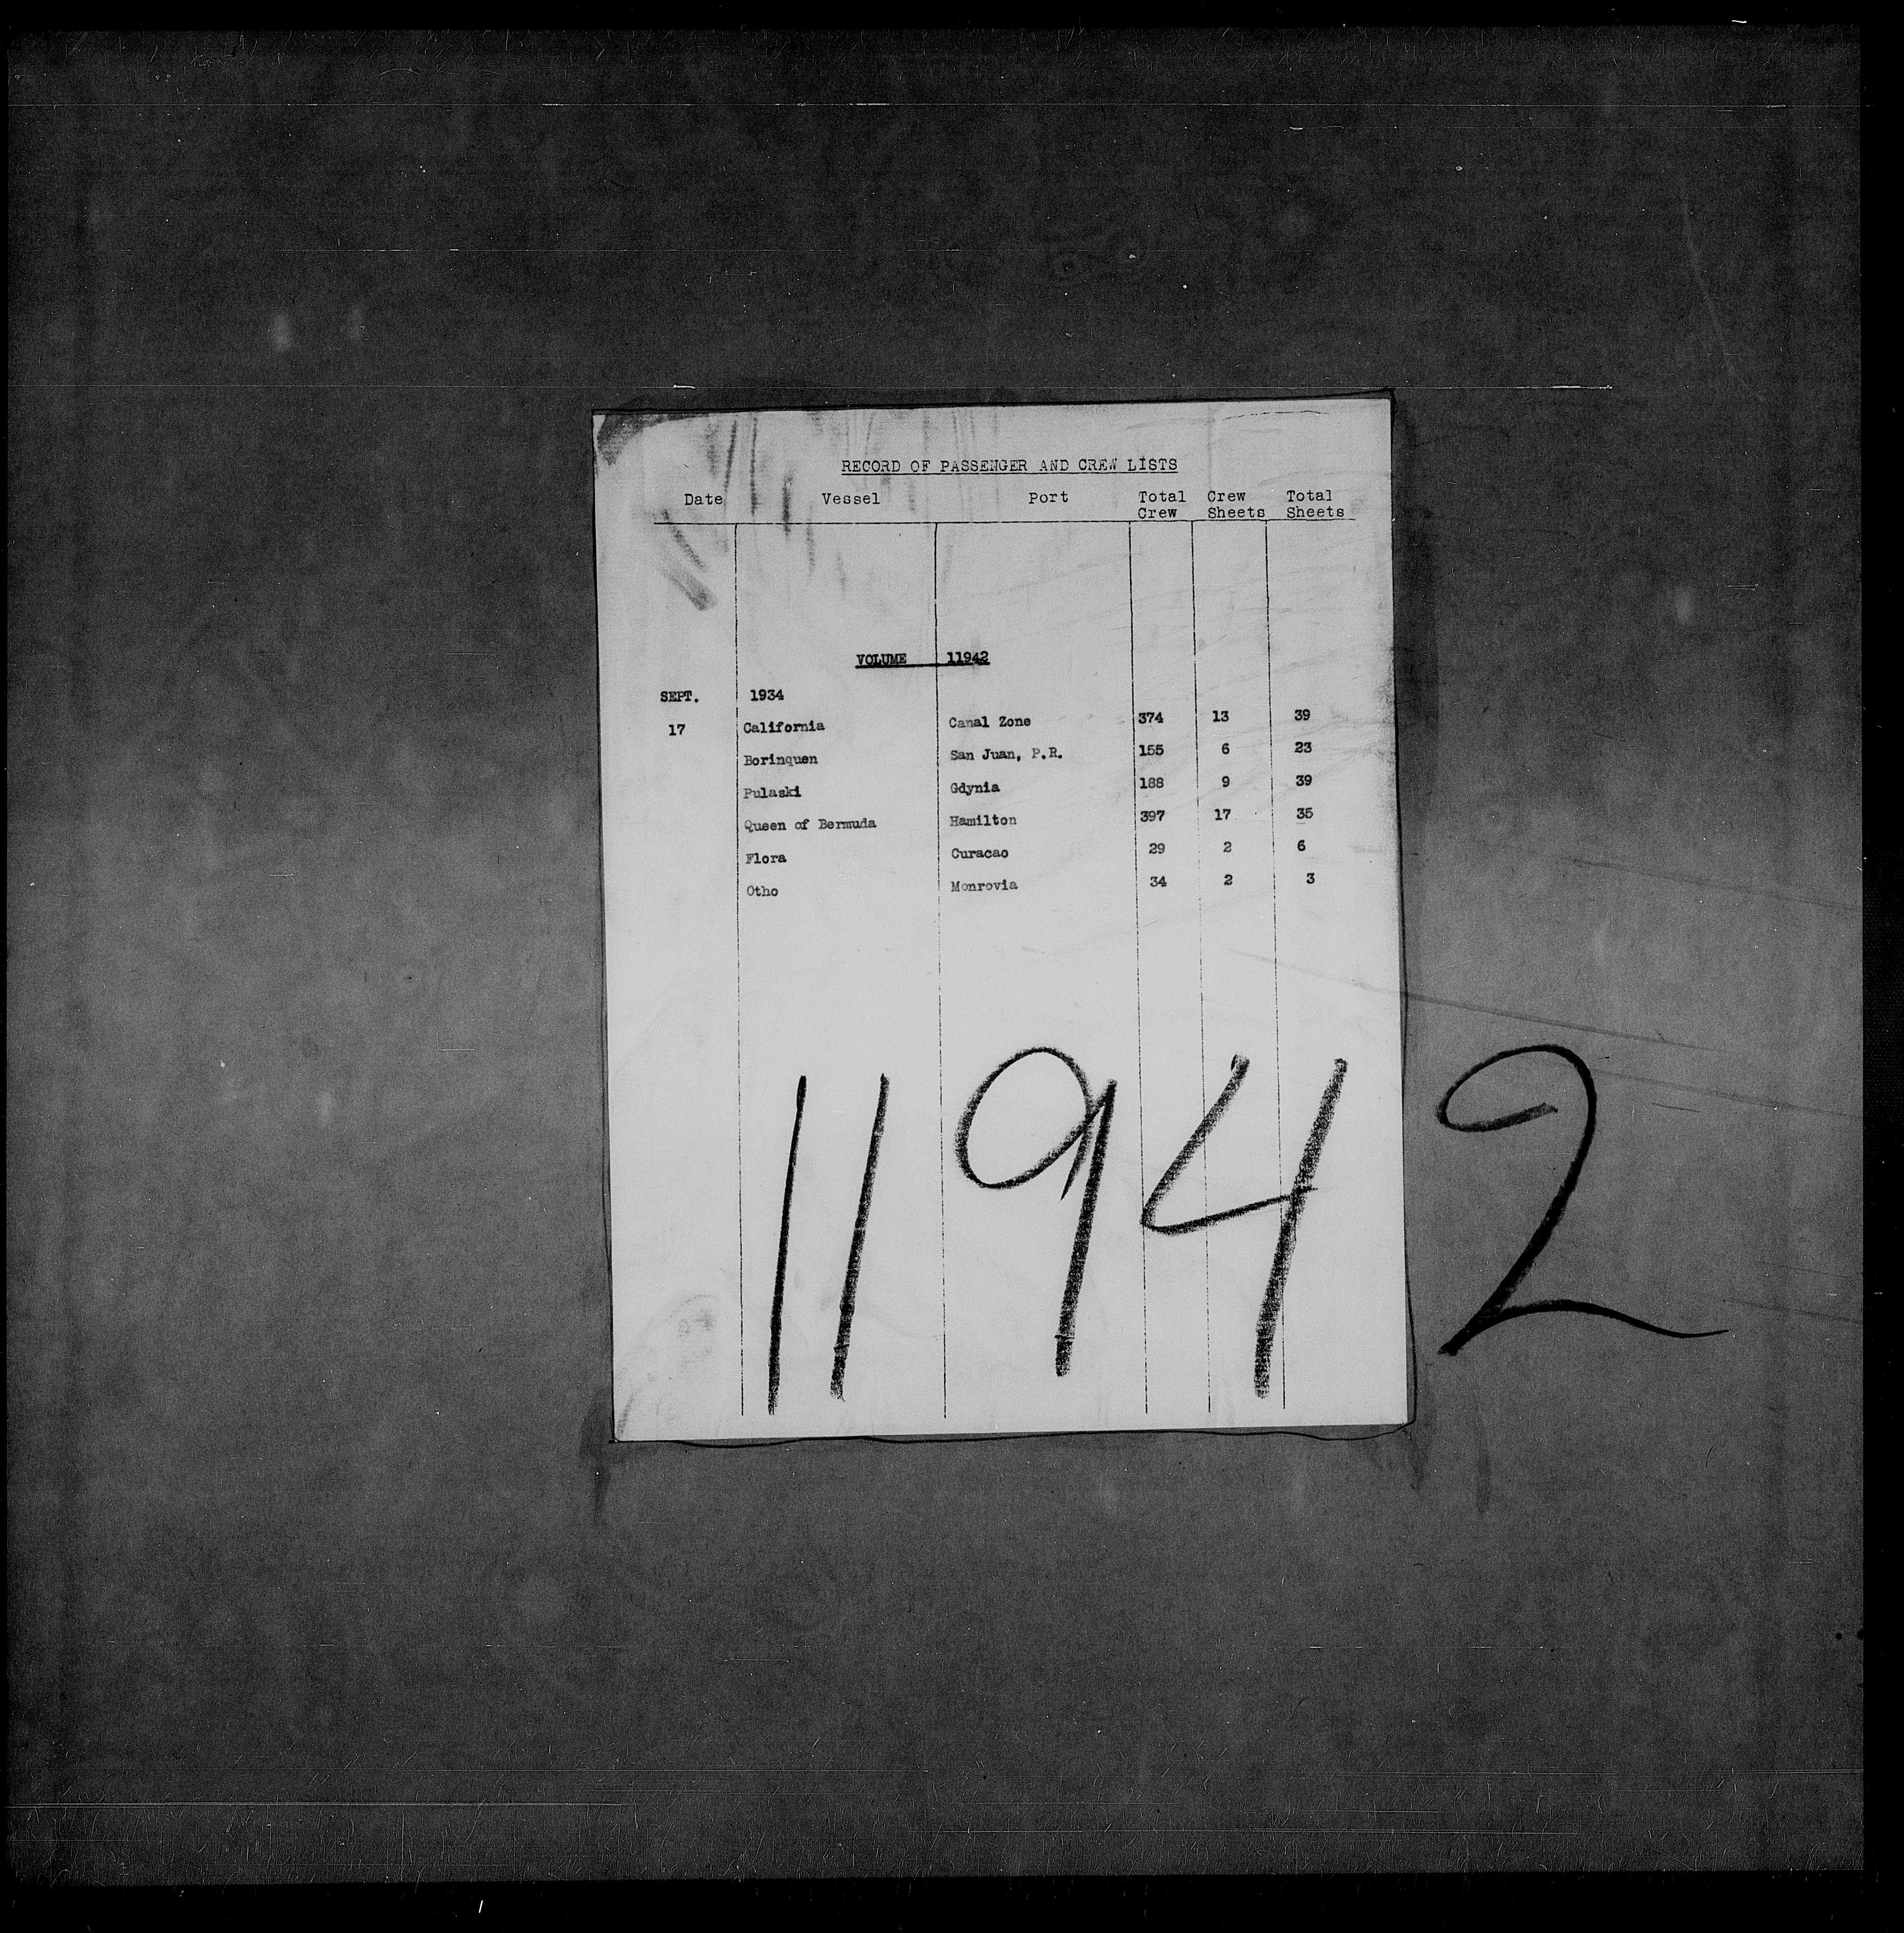 RECORD OF PASSENGER AND CREW LISTS
Date Vessel Port Total Crew Crew Sheets Total Sheets
VOLUME 11942
SEPT. 1934
17 California Canal Zone 374 13 39
Borinquen San Juan, P.R. 155 6 23
Pulaski Gdynia 188 9 39
Queen of Bermuda Hamilton 397 17 35
Flora Curacao 29 2 6
Otho Monrovia 34 2 3
11942